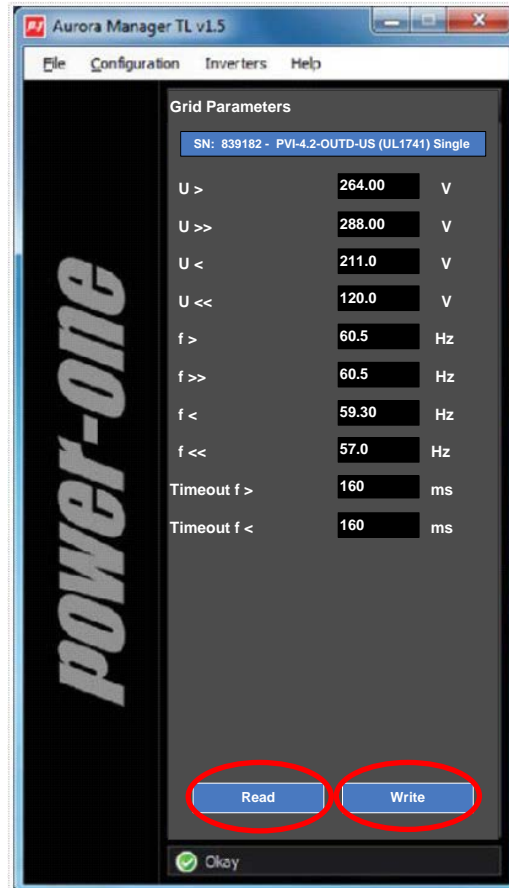 Aurora Manager TL v1.5
File Configuration Inverters Help
Grid Parameters
SN: 839182 - PVI-4.2-OUTD-US (UL1741) Single
U > 264.00 V
U >> 288.00 V
U < 211.0 V
U << 120.0 V
f > 60.5 Hz
f >> 60.5 Hz
f < 59.30 Hz
f << 57.0 Hz
Timeout f > 160 ms
Timeout f < 160 ms
power-one
Read Write
Okay